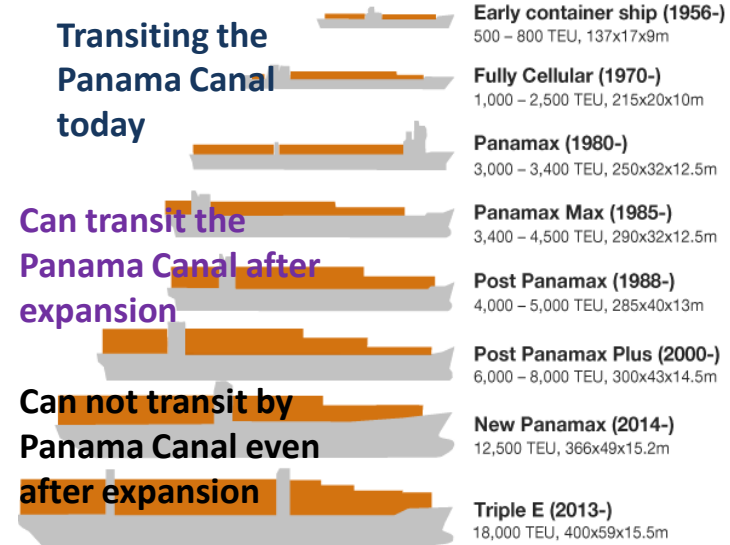 Transiting the
Panama Canal
today
Can transit the
Panama Canal after
expansion
Can not transit by
Panama Canal even
after expansion
Early container ship (1956-)
500 – 800 TEU, 137x17x9m
Fully Cellular (1970-)
1,000 – 2,500 TEU, 215x20x10m
Panamax (1980-)
3,000 – 3,400 TEU, 250x32x12.5m
Panamax Max (1985-)
3,400 – 4,500 TEU, 290x32x12.5m
Post Panamax (1988-)
4,000 – 5,000 TEU, 285x40x13m
Post Panamax Plus (2000-)
6,000 – 8,000 TEU, 300x43x14.5m
New Panamax (2014-)
12,500 TEU, 366x49x15.2m
Triple E (2013-)
18,000 TEU, 400x59x15.5m